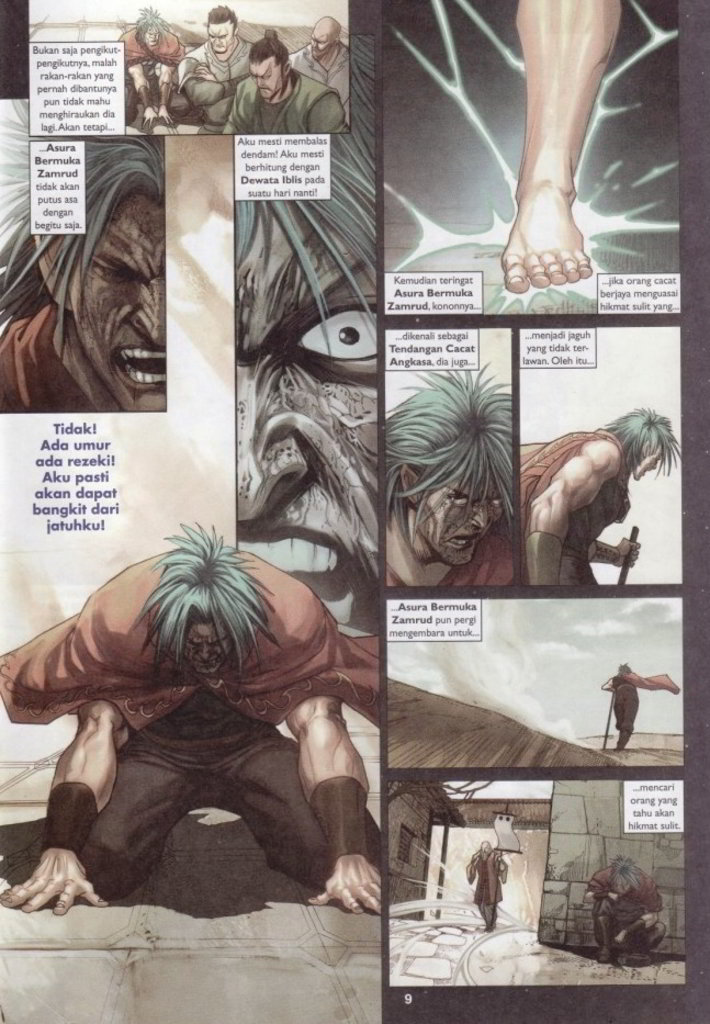 Bukan saja pengikut-
pengikutnya, malah
rakan-rakan yang
pernah dibantunya
pun tidak mahu
menghiraukan dia
lagi. Akan tetapi...
...Asura
Bermuka
Zamrud
tidak akan
putus asa
dengan
begitu saja.
Aku mesti membalas
dendam! Aku mesti
berhitung dengan
Dewata Iblis pada
suatu hari nanti!
Tidak!
Ada umur
ada rezeki!
Aku pasti
akan dapat
bangkit dari
jatuhku!
Kemudian teringat
Asura Bermuka
Zamrud, kononnya....
...jika orang cacat
berjaya menguasai
hikmat sulit yang...
...dikenali sebagai
Tendangan Cacat
Angkasa, dia juga...
...menjadi jaguh
yang tidak ter-
lawan. Oleh itu...
...Asura Bermuka
Zamrud pun pergi
mengembara untuk...
...mencari
orang yang
tahu akan
hikmat sulit.
9